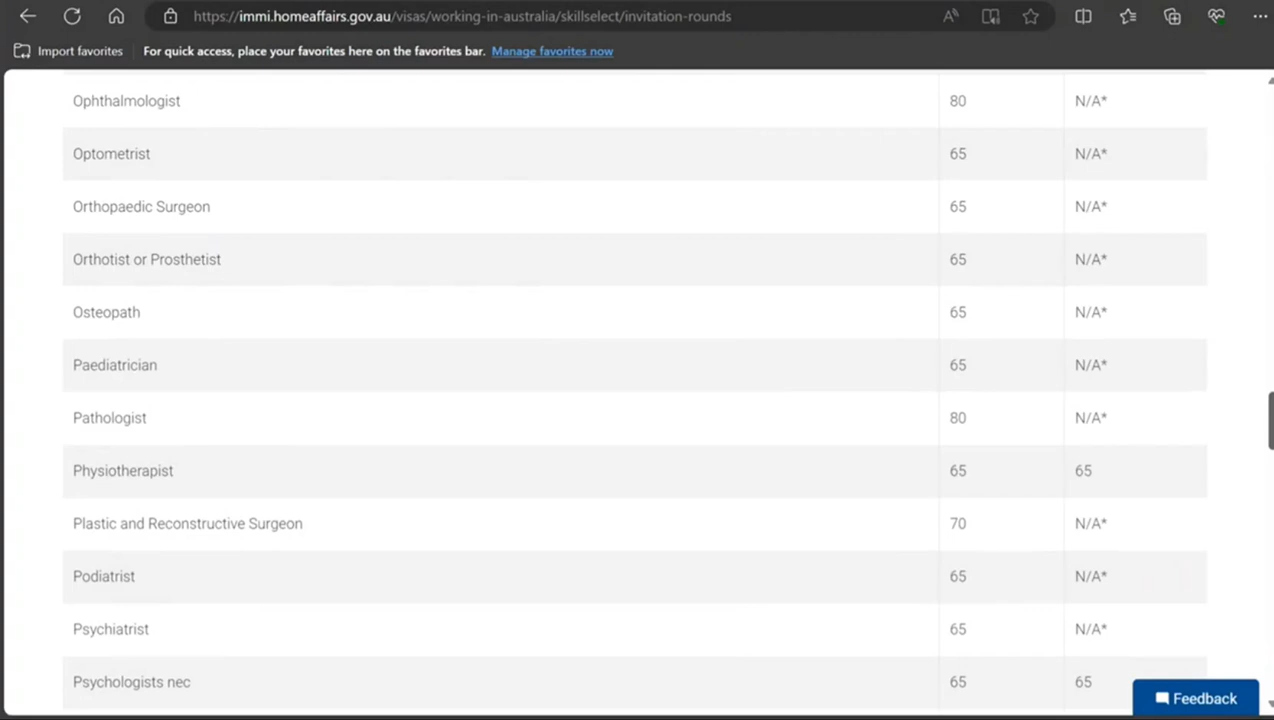 https://immi.homeaffairs.gov.au/visas/working-in-australia/skillselect/invitation-rounds
Import favorites For quick access, place your favorites here on the favorites bar. Manage favorites now
Ophthalmologist 80 N/A*
Optometrist 65 N/A*
Orthopaedic Surgeon 65 N/A*
Orthotist or Prosthetist 65 N/A*
Osteopath 65 N/A*
Paediatrician 65 N/A*
Pathologist 80 N/A*
Physiotherapist 65 65
Plastic and Reconstructive Surgeon 70 N/A*
Podiatrist 65 N/A*
Psychiatrist 65 N/A*
Psychologists nec 65 65
Feedback